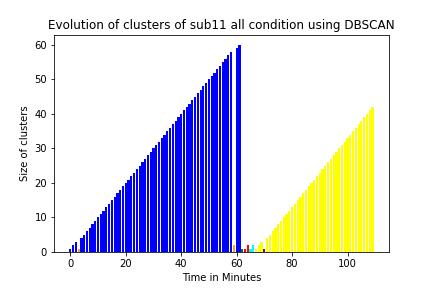 Evolution of clusters of sub11 all condition using DBSCAN
60
50
40
30
20
10
0
Size of clusters
0 20 40 60 80 100
Time in Minutes